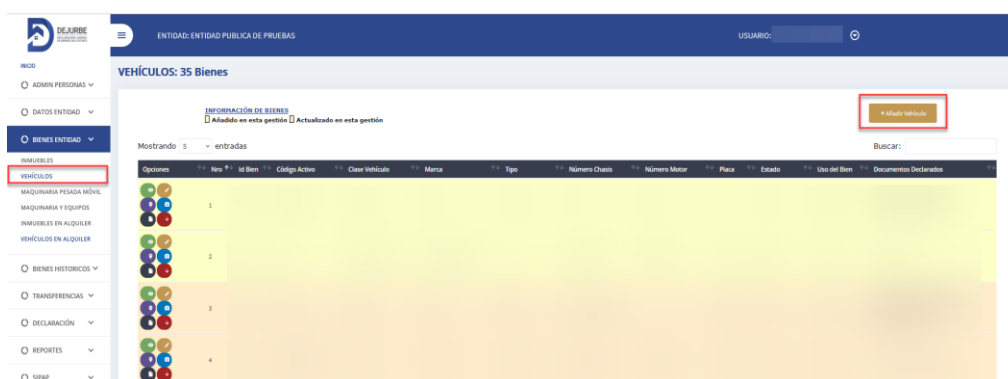 DEJURBE
ENTIDAD: ENTIDAD PUBLICA DE PRUEBAS
USUARIO:
INICIO
ADMIN PERSONAS
DATOS ENTIDAD
BIENES ENTIDAD
INMUEBLES
VEHÍCULOS
MAQUINARIA PESADA MÓVIL
MAQUINARIA Y EQUIPOS
INMUEBLES EN ALQUILER
VEHÍCULOS EN ALQUILER
BIENES HISTORICOS
TRANSFERENCIAS
DECLARACIÓN
REPORTES
SIPAP
VEHÍCULOS: 35 Bienes
INFORMACIÓN DE BIENES
Añadido en esta gestión Actualizado en esta gestión
+ Añadir Vehículo
Mostrando 5 entradas
Buscar:
Opciones Nro Id Bien Código Activo Clase Vehículo Marca Tipo Número Chasis Número Motor Placa Estado Uso del Bien Documentos Declarados
1
2
3
4